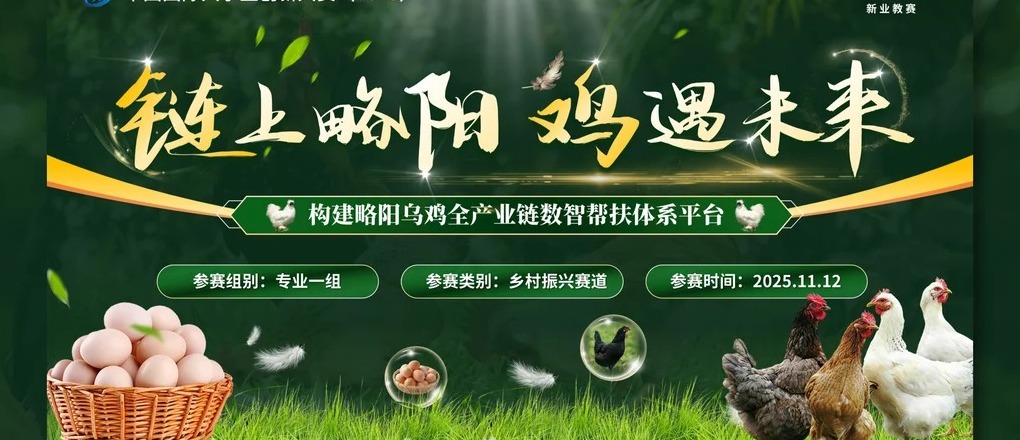 新业教赛
链上略阳 鸡遇未来
构建略阳乌鸡全产业链数智帮扶体系平台
参赛组别：专业一组
参赛类别：乡村振兴赛道
参赛时间：2025.11.12